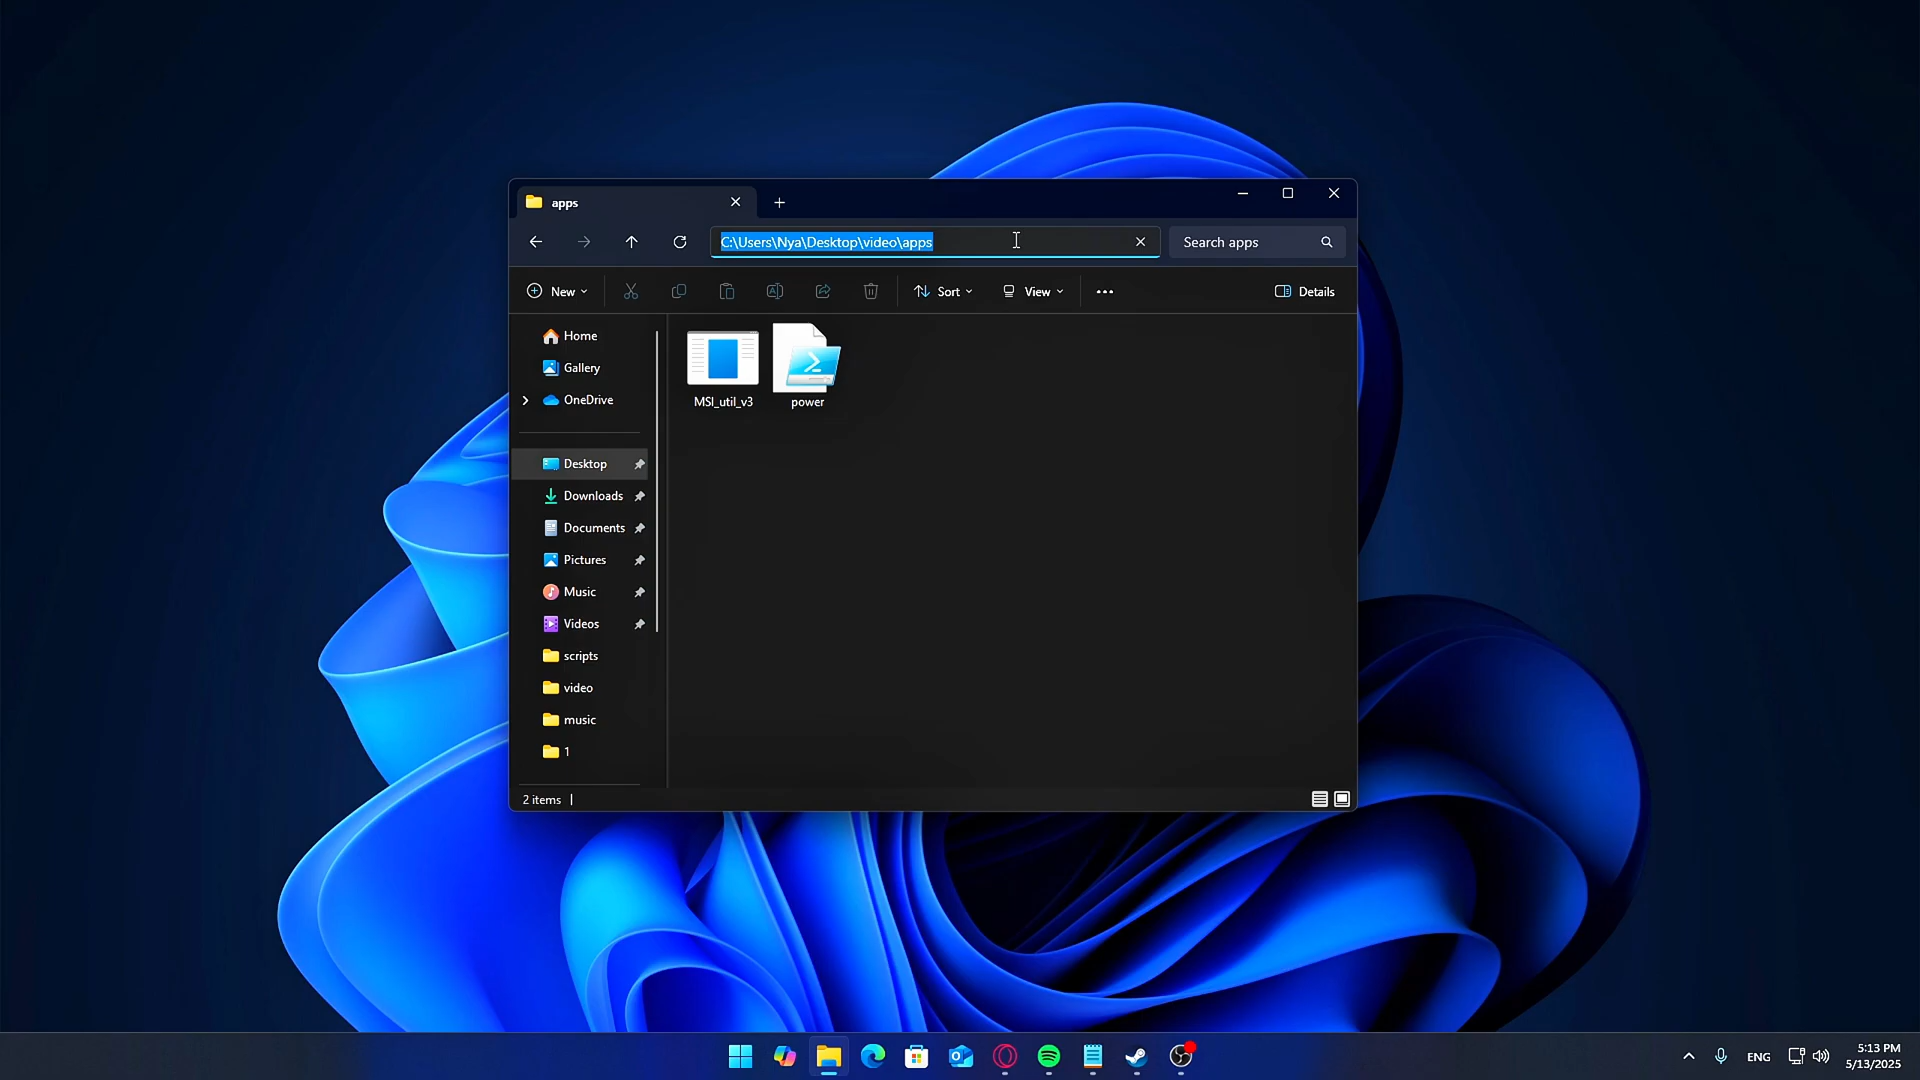 apps
C:\Users\Nya\Desktop\video\apps
Search apps
New
Sort
View
Details
Home
Gallery
OneDrive
Desktop
Downloads
Documents
Pictures
Music
Videos
scripts
video
music
1
MSI_util_v3
power
2 items
ENG
5:13 PM
5/13/2025